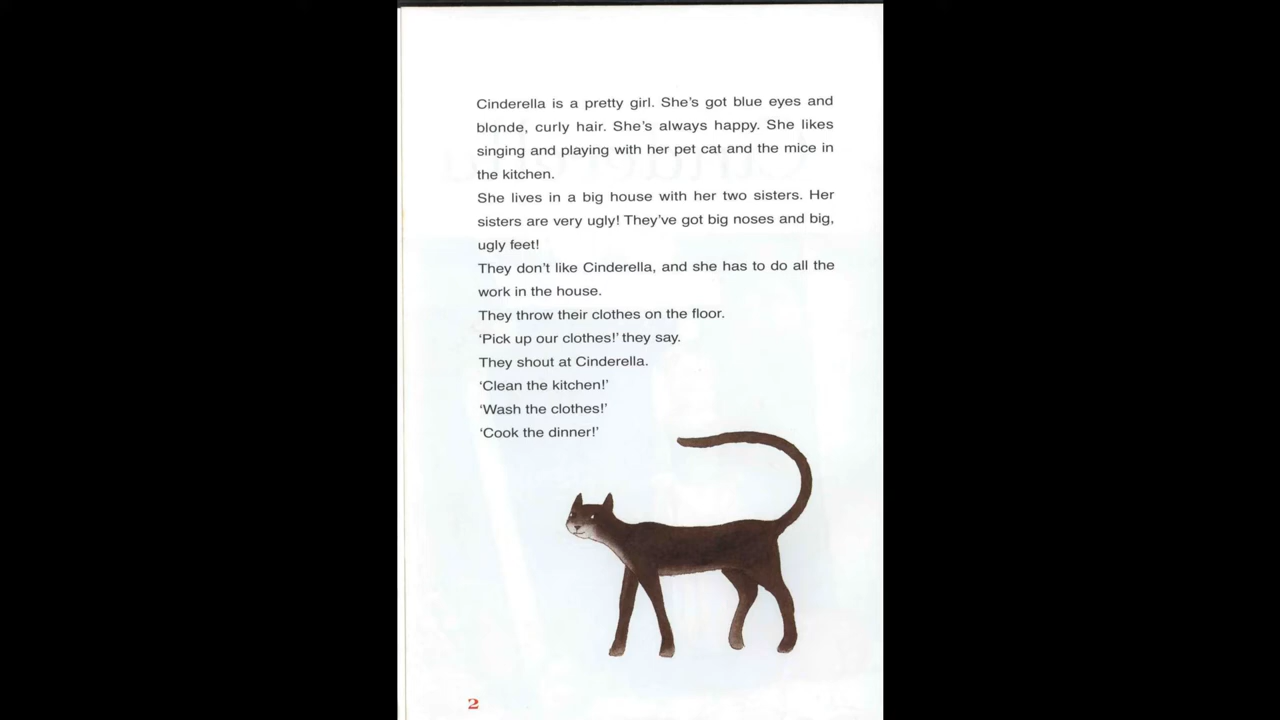 Cinderella is a pretty girl. She's got blue eyes and
blonde, curly hair. She's always happy. She likes
singing and playing with her pet cat and the mice in
the kitchen.
She lives in a big house with her two sisters. Her
sisters are very ugly! They've got big noses and big,
ugly feet!
They don't like Cinderella, and she has to do all the
work in the house.
They throw their clothes on the floor.
‘Pick up our clothes!’ they say.
They shout at Cinderella.
‘Clean the kitchen!’
‘Wash the clothes!’
‘Cook the dinner!’
2